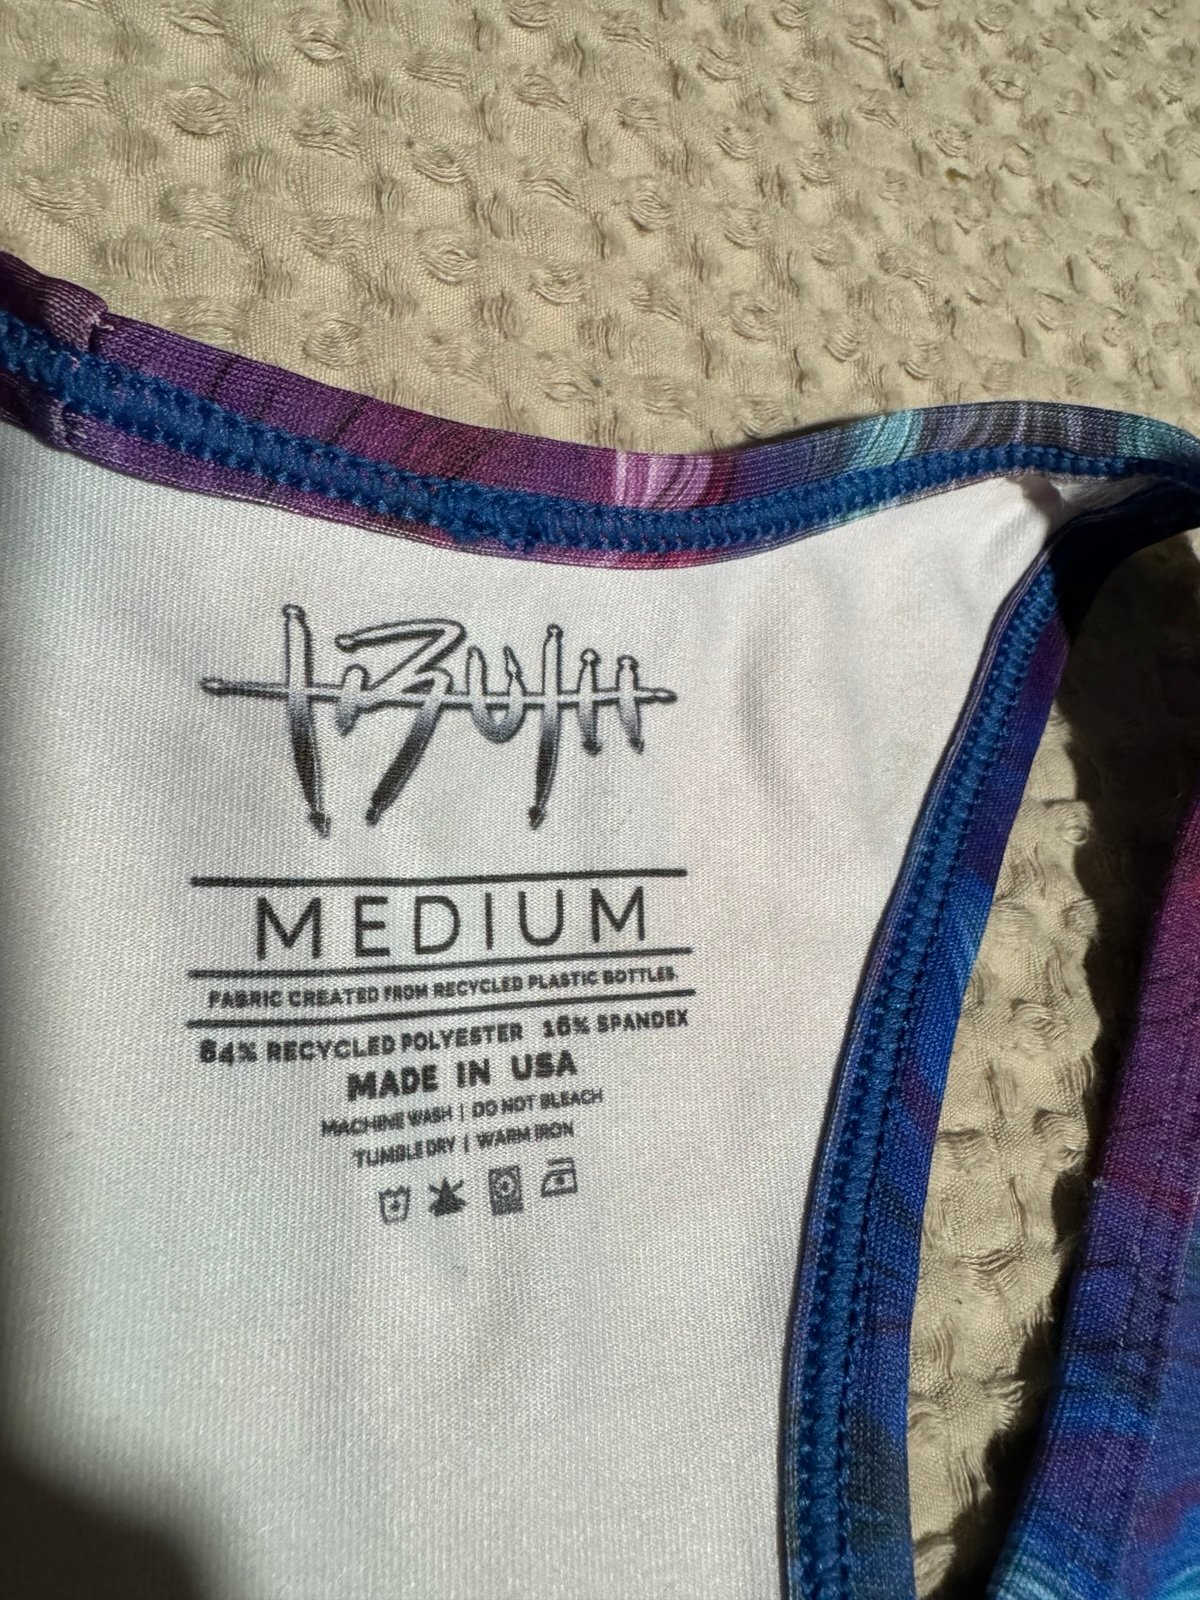 MEDIUM
FABRIC CREATED FROM RECYCLED PLASTIC BOTTLES.
84% RECYCLED POLYESTER 16% SPANDEX
MADE IN USA
MACHINE WASH | DO NOT BLEACH
TUMBLE DRY | WARM IRON